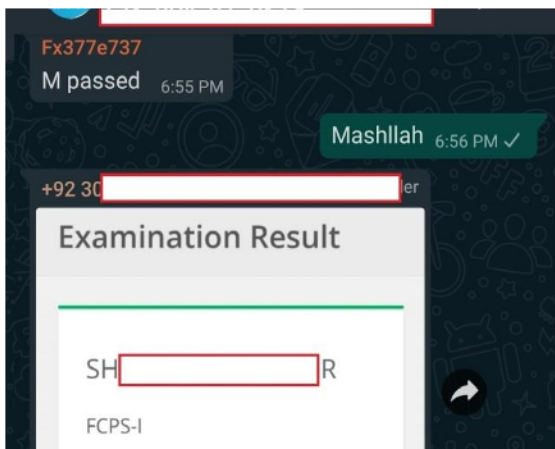 Fx377e737
M passed 6:55 PM
Mashllah 6:56 PM
+92 30
Examination Result
SH R
FCPS-I